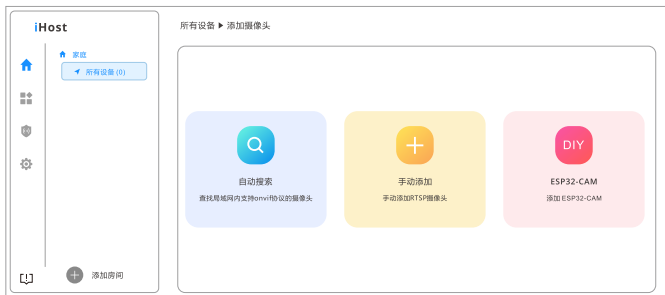 iHost
所有设备 ▶ 添加摄像头
家庭
所有设备 (0)
DIY
自动搜索
手动添加
ESP32-CAM
查找局域网内支持onvif协议的摄像头
手动添加RTSP摄像头
添加 ESP32-CAM
添加房间